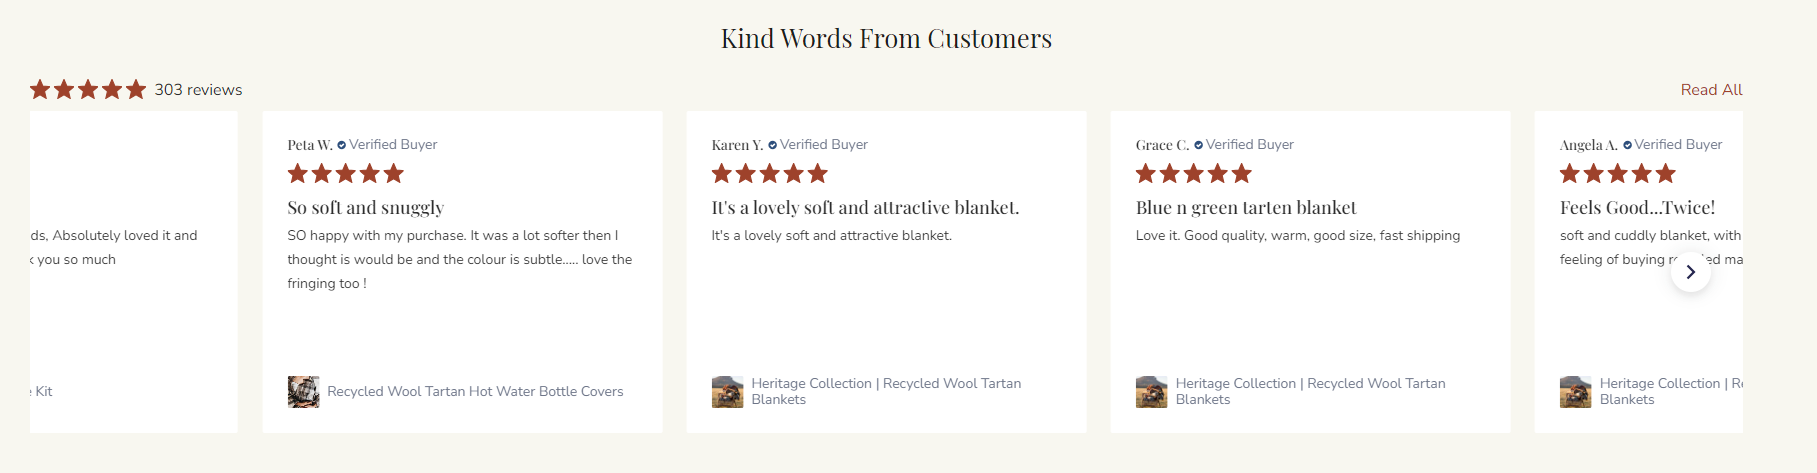 Kind Words From Customers
303 reviews
Read All
ds, Absolutely loved it and
you so much
Kit
Peta W. Verified Buyer
So soft and snuggly
SO happy with my purchase. It was a lot softer then I
thought is would be and the colour is subtle..... love the
fringing too !
Recycled Wool Tartan Hot Water Bottle Covers
Karen Y. Verified Buyer
It's a lovely soft and attractive blanket.
It's a lovely soft and attractive blanket.
Heritage Collection | Recycled Wool Tartan
Blankets
Grace C. Verified Buyer
Blue n green tarten blanket
Love it. Good quality, warm, good size, fast shipping
Heritage Collection | Recycled Wool Tartan
Blankets
Angela A. Verified Buyer
Feels Good...Twice!
soft and cuddly blanket, with
feeling of buying
Heritage Collection | Re
Blankets